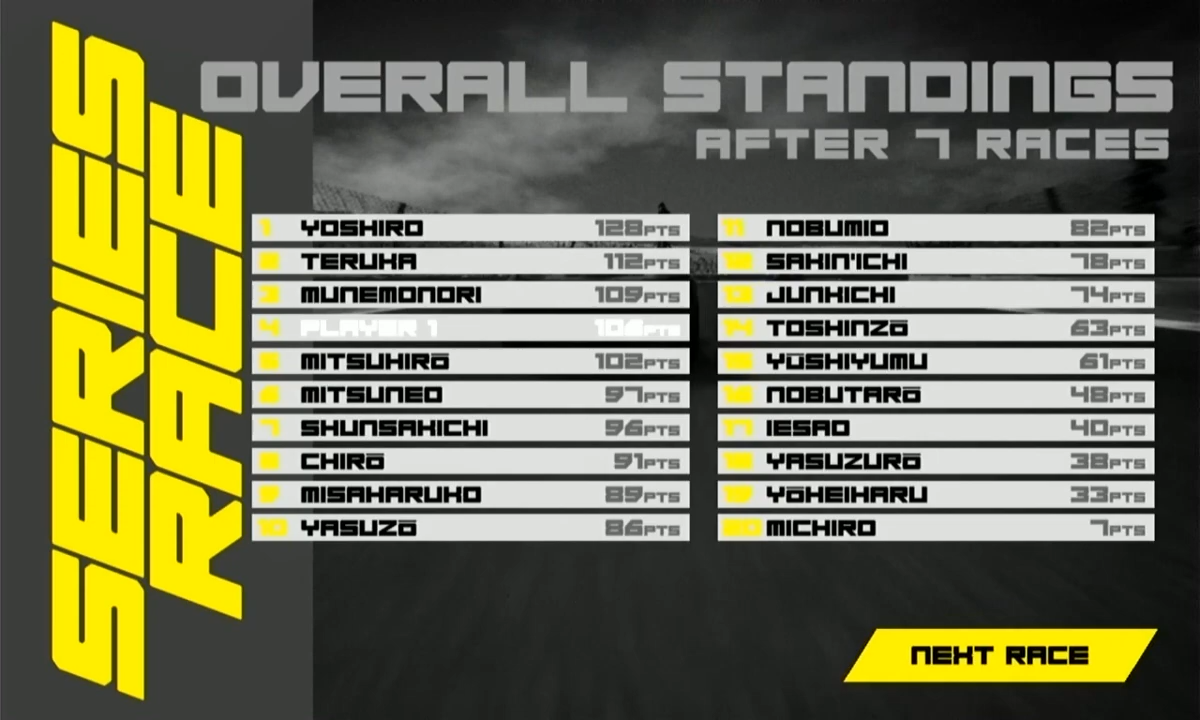 SERIES
RACE
OVERALL STANDINGS
AFTER 7 RACES
1 YOSHIRO 128PTS
2 TERUKA 112PTS
3 MUNEMONORI 109PTS
4 PLAYER 1 106PTS
5 MITSUHIRŌ 102PTS
6 MITSUNEO 97PTS
7 SHUNSAKICHI 96PTS
8 CHIRŌ 91PTS
9 MISAHARUKO 89PTS
10 YASUZŌ 86PTS
11 NOBUMIO 82PTS
12 SAKIN'ICHI 78PTS
13 JUNKICHI 74PTS
14 TOSHINZŌ 63PTS
15 YŪSHIYUMU 61PTS
16 NOBUTARŌ 48PTS
17 IESAO 40PTS
18 YASUZURŌ 38PTS
19 YŌHEIHARU 33PTS
20 MICHIRO 7PTS
NEXT RACE